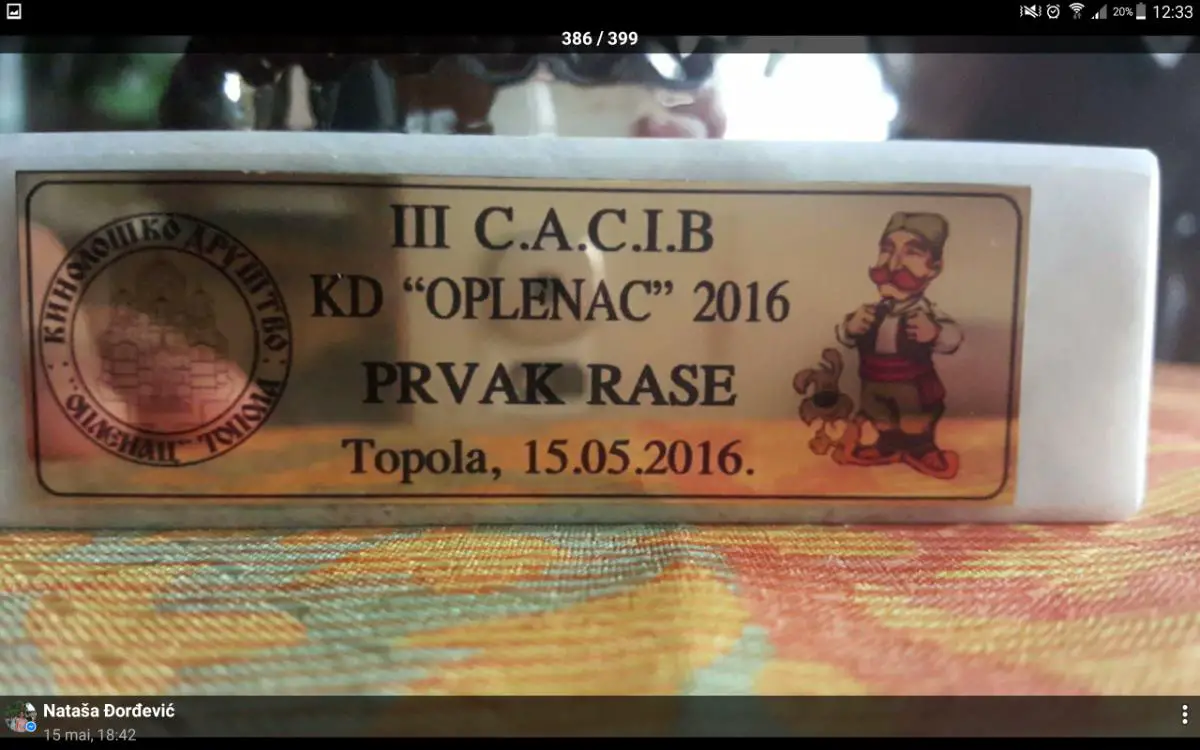 20% 12:33
386 / 399
КИНОЛОШКО ДРУШТВО
"ОПЛЕНАЦ" ТОПОЛА
III C.A.C.I.B
KD “OPLENAC” 2016
PRVAK RASE
Topola, 15.05.2016.
Nataša Đorđević
15 mai, 18:42